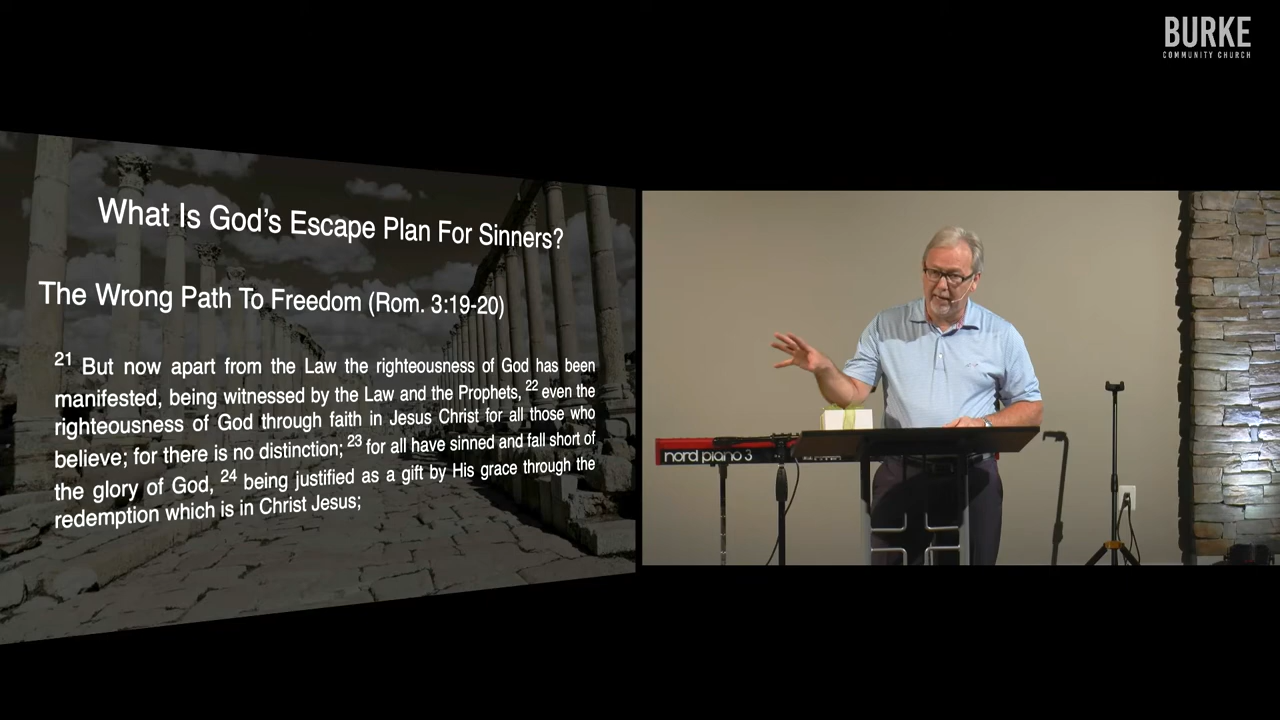 BURKE
COMMUNITY CHURCH
What Is God's Escape Plan For Sinners?
The Wrong Path To Freedom (Rom. 3:19-20)
21 But now apart from the Law the righteousness of God has been
manifested, being witnessed by the Law and the Prophets, 22 even the
righteousness of God through faith in Jesus Christ for all those who
believe; for there is no distinction; 23 for all have sinned and fall short of
the glory of God, 24 being justified as a gift by His grace through the
redemption which is in Christ Jesus;
nord piano 3